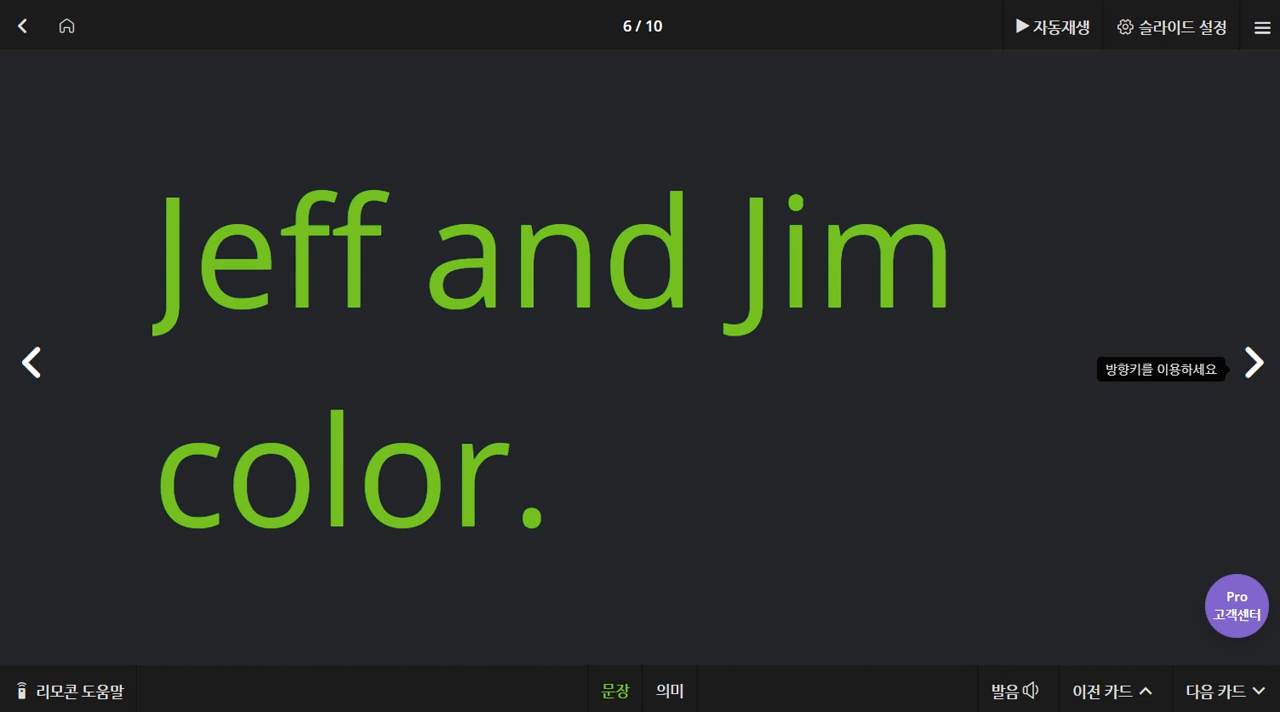 6 / 10
자동재생
슬라이드 설정
Jeff and Jim
color.
방향키를 이용하세요
Pro
고객센터
리모콘 도움말
문장
의미
발음
이전 카드
다음 카드